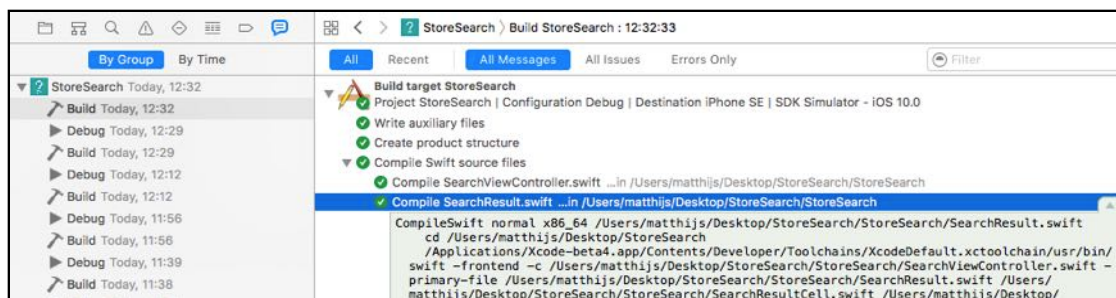 StoreSearch Build StoreSearch : 12:32:33
By Group By Time
All Recent All Messages All Issues Errors Only Filter
StoreSearch Today, 12:32
Build Today, 12:32
Debug Today, 12:29
Build Today, 12:29
Debug Today, 12:12
Build Today, 12:12
Debug Today, 11:56
Build Today, 11:56
Debug Today, 11:39
Build Today, 11:38
Build target StoreSearch
Project StoreSearch | Configuration Debug | Destination iPhone SE | SDK Simulator - iOS 10.0
Write auxiliary files
Create product structure
Compile Swift source files
Compile SearchViewController.swift ...in /Users/matthijs/Desktop/StoreSearch/StoreSearch
Compile SearchResult.swift ...in /Users/matthijs/Desktop/StoreSearch/StoreSearch
CompileSwift normal x86_64 /Users/matthijs/Desktop/StoreSearch/StoreSearch/SearchResult.swift
cd /Users/matthijs/Desktop/StoreSearch
/Applications/Xcode-beta4.app/Contents/Developer/Toolchains/XcodeDefault.xctoolchain/usr/bin/
swift -frontend -c /Users/matthijs/Desktop/StoreSearch/StoreSearch/SearchViewController.swift -
primary-file /Users/matthijs/Desktop/StoreSearch/StoreSearch/SearchResult.swift /Users/
matthijs/Desktop/StoreSearch/StoreSearch/SearchResultCell.swift /Users/matthijs/Desktop/